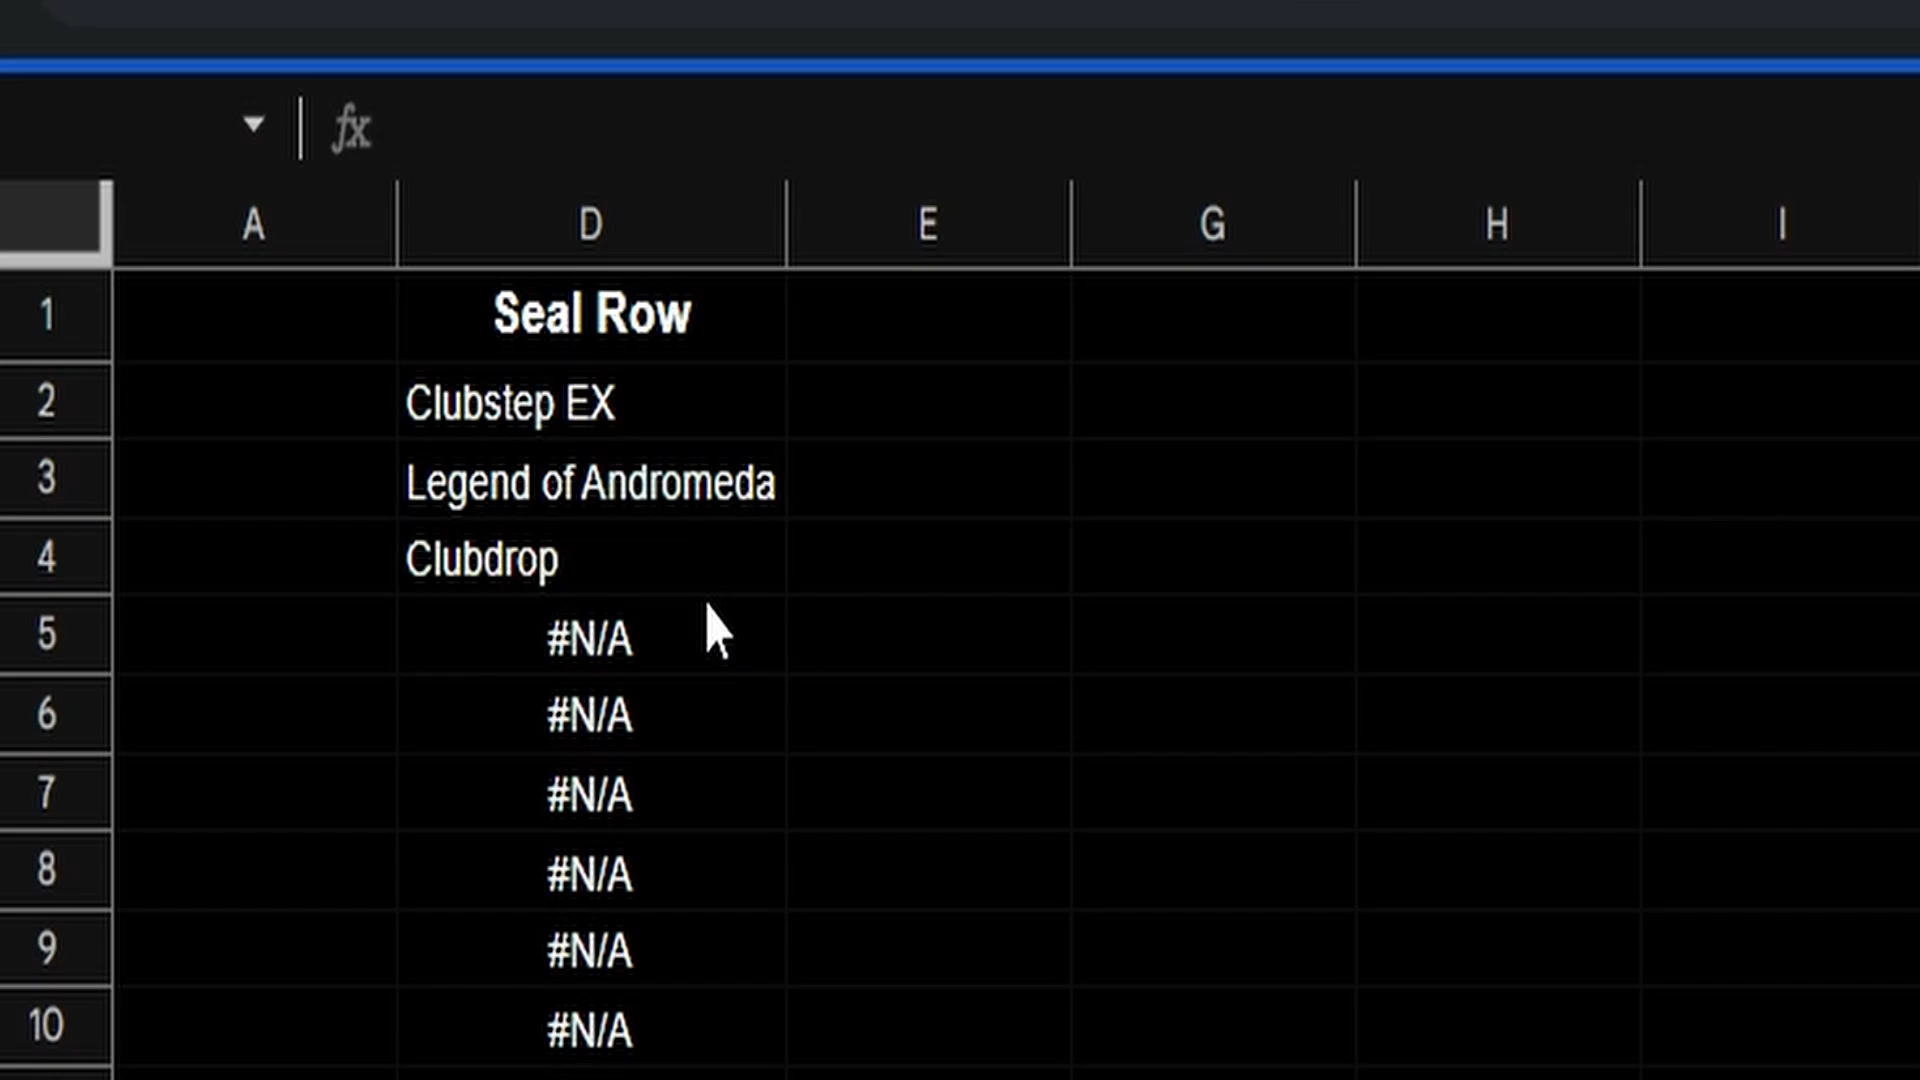 fx
A D E G H I
1 Seal Row
2 Clubstep EX
3 Legend of Andromeda
4 Clubdrop
5 #N/A
6 #N/A
7 #N/A
8 #N/A
9 #N/A
10 #N/A